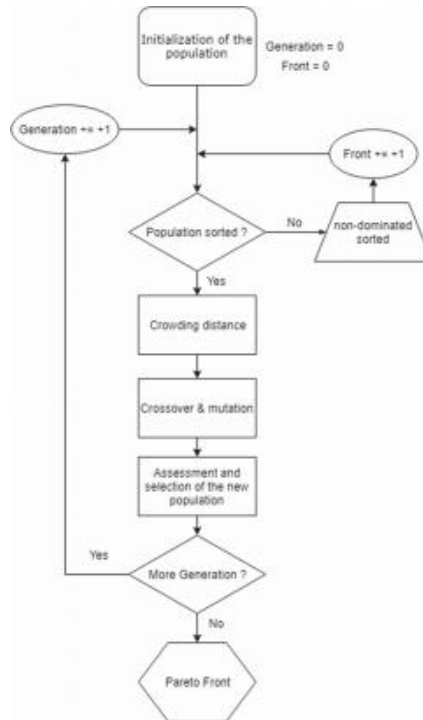 Initialization of the
population
Generation = 0
Front = 0
Generation += +1
Front += +1
Population sorted ?
No
non-dominated
sorted
Yes
Crowding distance
Crossover & mutation
Assessment and
selection of the new
population
Yes
More Generation ?
No
Pareto Front